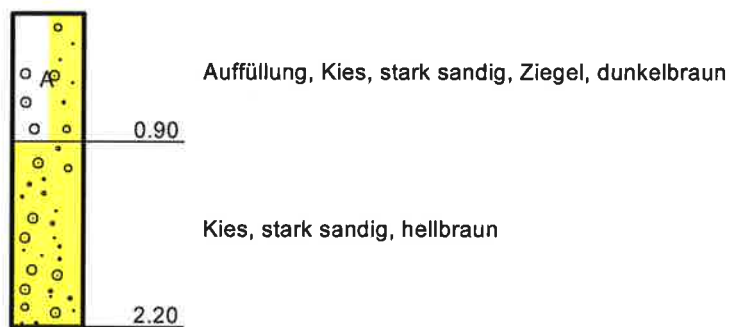 Auffüllung, Kies, stark sandig, Ziegel, dunkelbraun
A
0.90
Kies, stark sandig, hellbraun
2.20